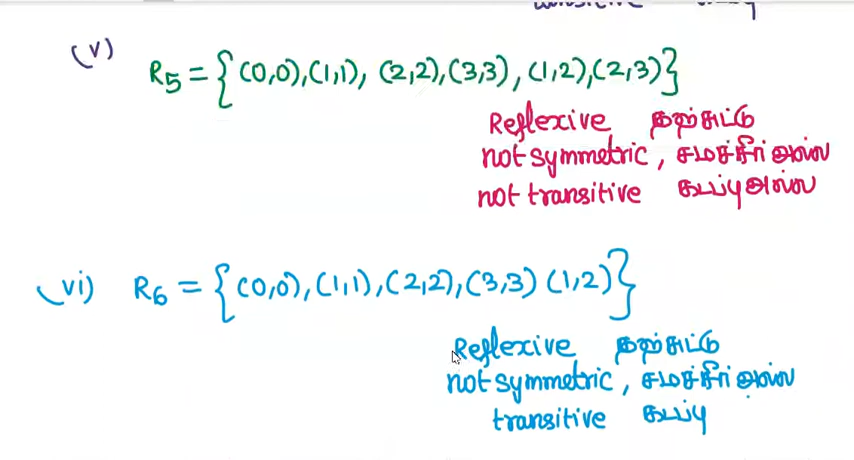 transitive
(v) R5 = { (0,0), (1,1), (2,2), (3,3), (1,2), (2,3) }
Reflexive தற்சுட்டு
not symmetric, சமச்சீர் அல்ல
not transitive கடப்பு அல்ல
(vi) R6 = { (0,0), (1,1), (2,2), (3,3) (1,2) }
Reflexive தற்சுட்டு
not symmetric, சமச்சீர் அல்ல
transitive கடப்பு